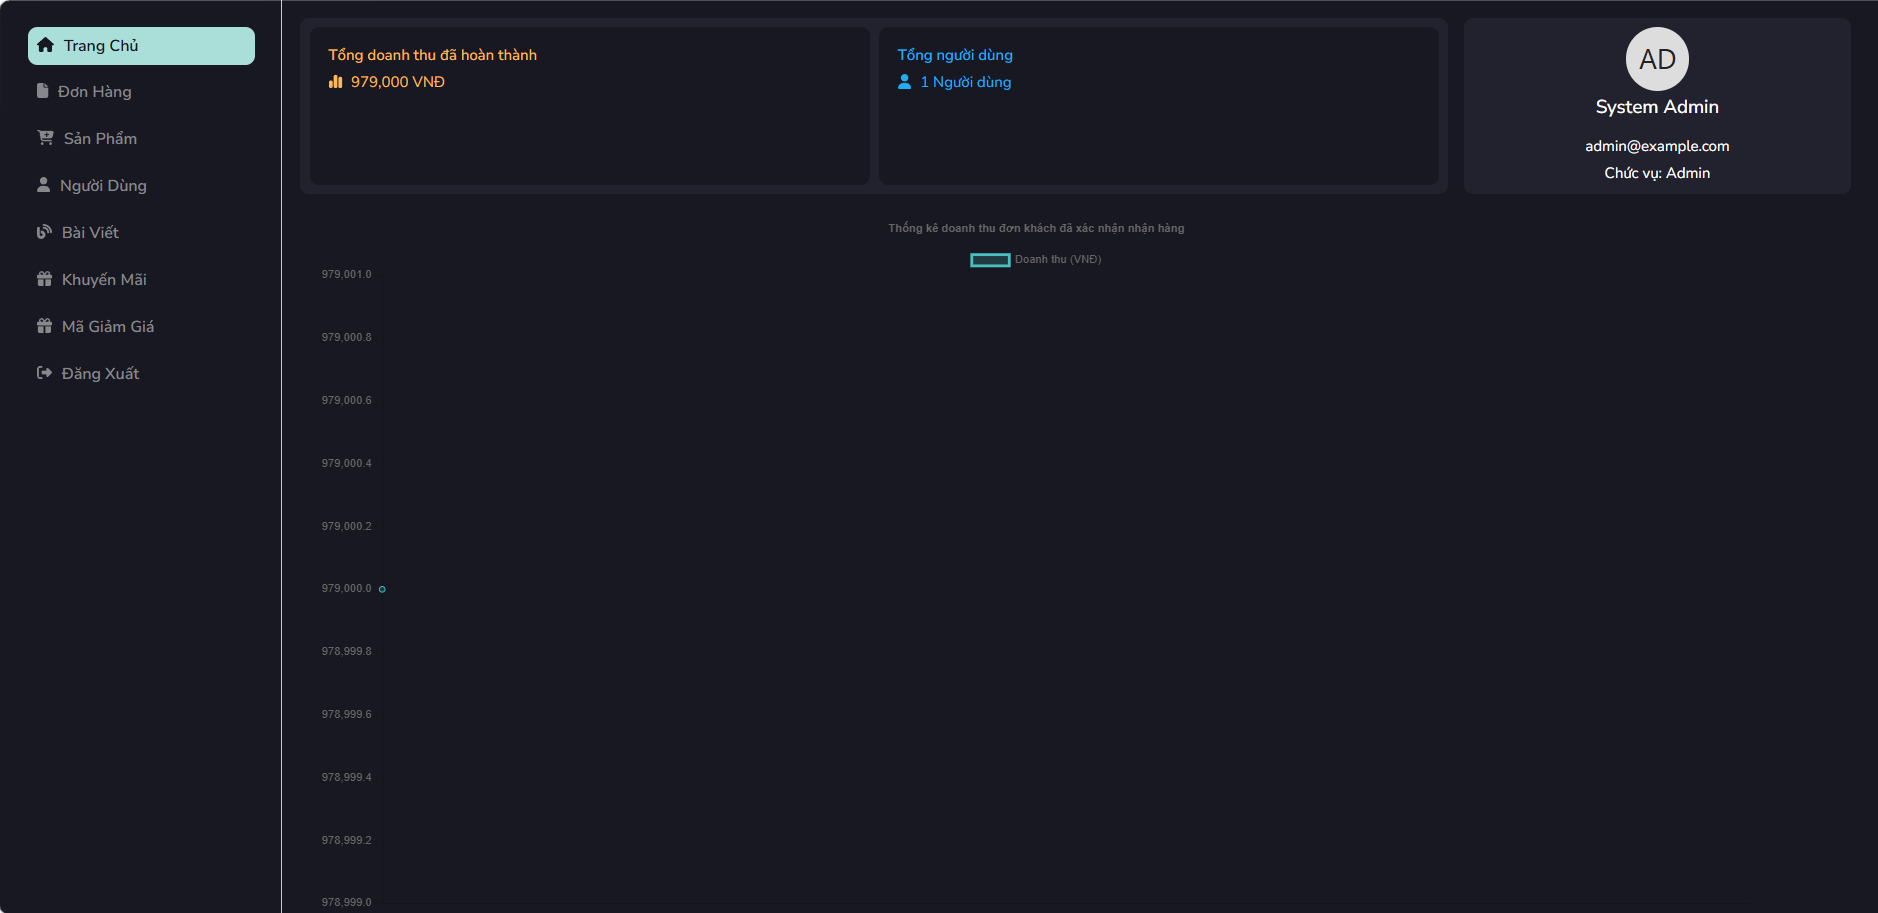 Trang Chủ
Đơn Hàng
Sản Phẩm
Người Dùng
Bài Viết
Khuyến Mãi
Mã Giảm Giá
Đăng Xuất
Tổng doanh thu đã hoàn thành
979,000 VNĐ
Tổng người dùng
1 Người dùng
AD
System Admin
admin@example.com
Chức vụ: Admin
Thống kê doanh thu đơn khách đã xác nhận nhận hàng
Doanh thu (VNĐ)
979,001.0
979,000.8
979,000.6
979,000.4
979,000.2
979,000.0
978,999.8
978,999.6
978,999.4
978,999.2
978,999.0